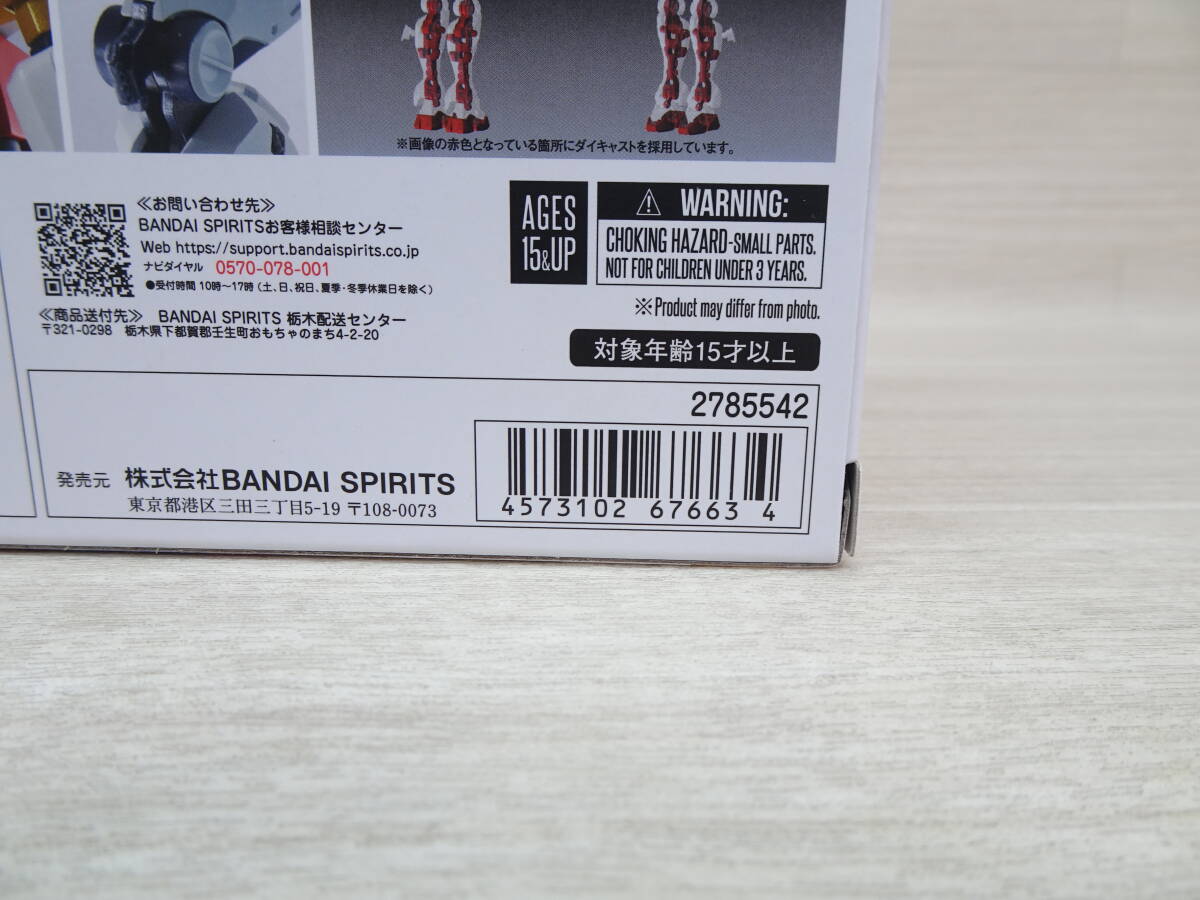 ※画像の赤色となっている箇所にダイキャストを採用しています。
≪お問い合わせ先≫
BANDAI SPIRITSお客様相談センター
Web https://support.bandaispirits.co.jp
ナビダイヤル 0570-078-001
●受付時間 10時～17時（土、日、祝日、夏季・冬季休業日を除く）
≪商品送付先≫ BANDAI SPIRITS 栃木配送センター
〒321-0298 栃木県下都賀郡壬生町おもちゃのまち4-2-20
AGES
15&UP
⚠ WARNING:
CHOKING HAZARD-SMALL PARTS.
NOT FOR CHILDREN UNDER 3 YEARS.
※Product may differ from photo.
対象年齢15才以上
2785542
発売元 株式会社BANDAI SPIRITS
東京都港区三田三丁目5-19 〒108-0073
4573102 67663 4